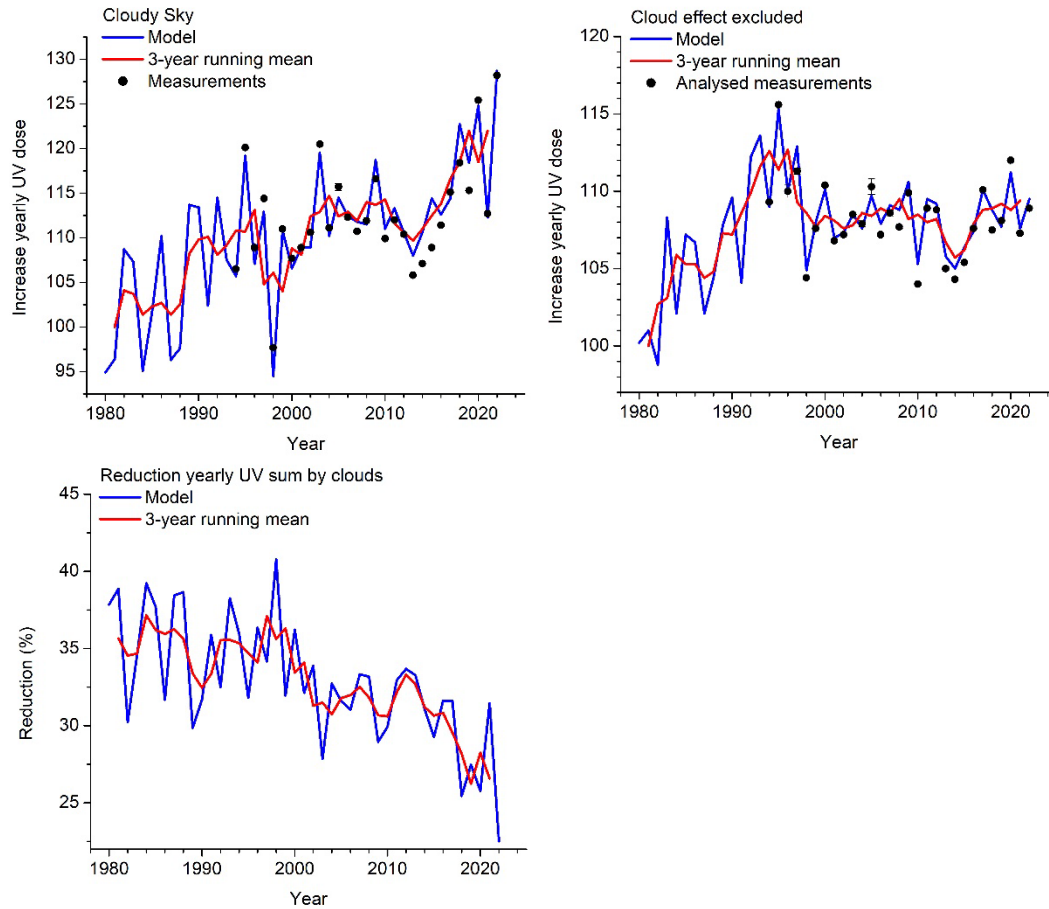 Cloudy Sky
Model
3-year running mean
Measurements
130
125
120
115
110
105
100
95
Increase yearly UV dose
1980
1990
2000
2010
2020
Year
Cloud effect excluded
Model
3-year running mean
Analysed measurements
120
115
110
105
100
Increase yearly UV dose
1980
1990
2000
2010
2020
Year
Reduction yearly UV sum by clouds
Model
3-year running mean
45
40
35
30
25
Reduction (%)
1980
1990
2000
2010
2020
Year